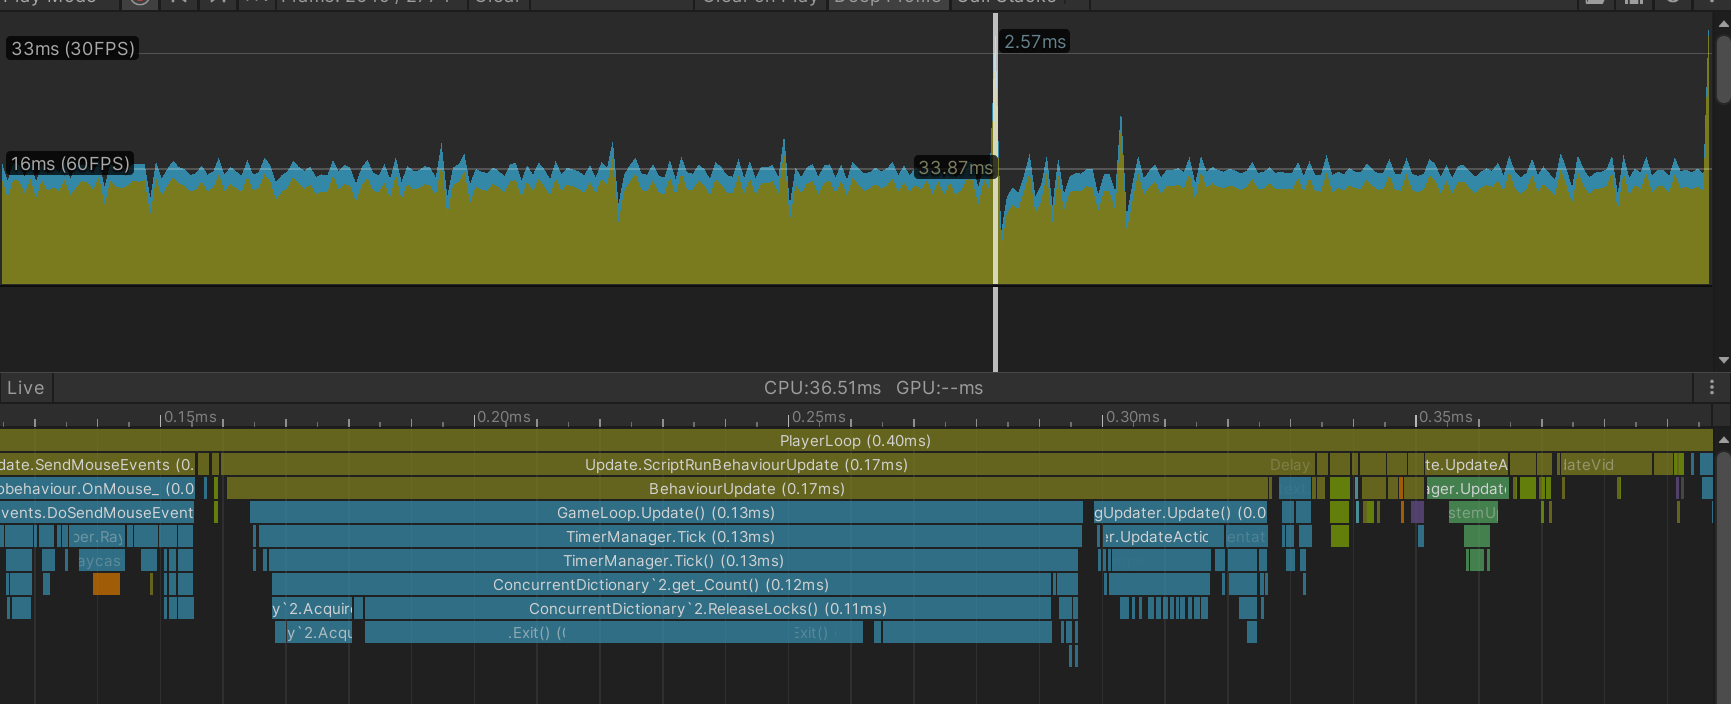 33ms (30FPS)
2.57ms
16ms (60FPS)
33.87ms
Live
CPU:36.51ms GPU:--ms
0.15ms 0.20ms 0.25ms 0.30ms 0.35ms
PlayerLoop (0.40ms)
date.SendMouseEvents (0. Update.ScriptRunBehaviourUpdate (0.17ms) Delay te.UpdateA dateVid
obehaviour.OnMouse_ (0.0 BehaviourUpdate (0.17ms) ager.Update
vents.DoSendMouseEvent GameLoop.Update() (0.13ms) gUpdater.Update() (0.0 stemU
per.Ray TimerManager.Tick (0.13ms) r.UpdateActio entat
aycas TimerManager.Tick() (0.13ms)
ConcurrentDictionary`2.get_Count() (0.12ms)
y`2.Acquir ConcurrentDictionary`2.ReleaseLocks() (0.11ms)
y`2.Acqu .Exit() ( Exit()